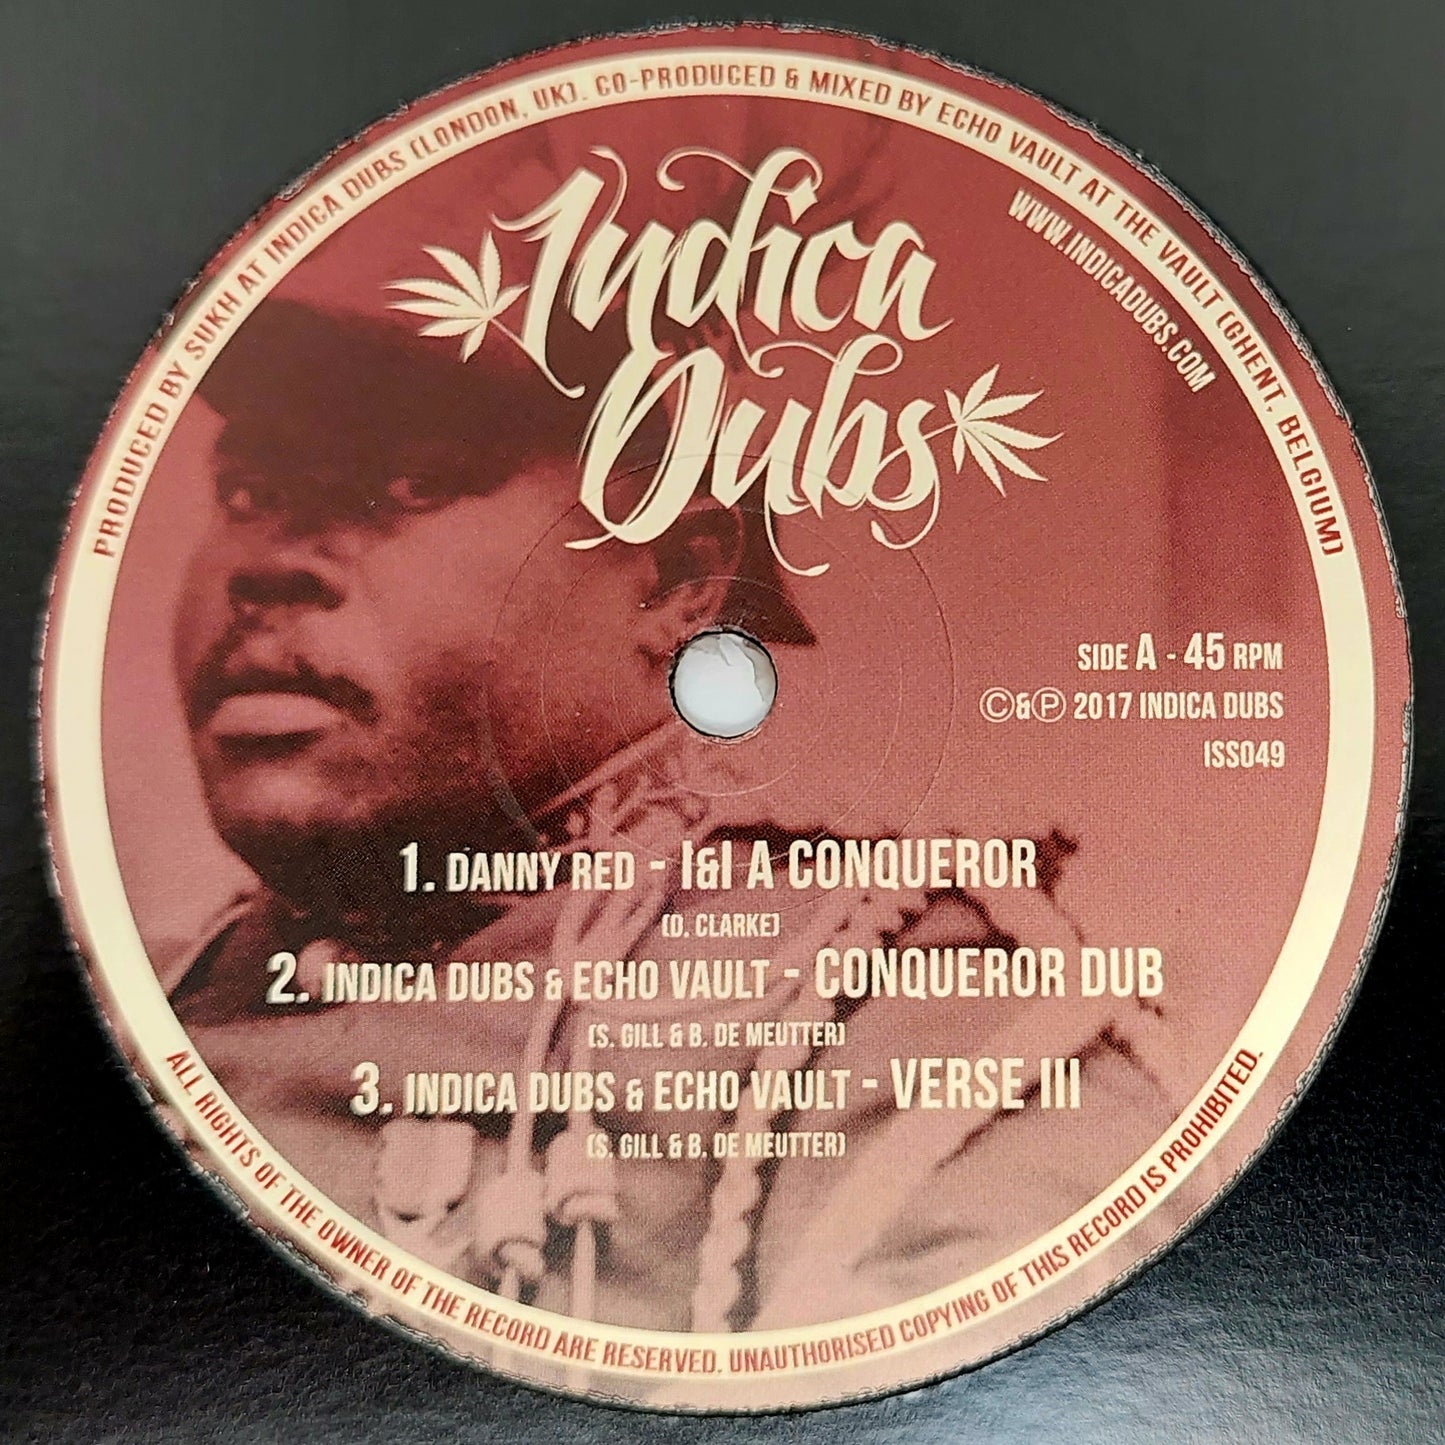 PRODUCED BY SUKH AT INDICA DUBS (LONDON, UK). CO-PRODUCED & MIXED BY ECHO VAULT AT THE VAULT (GHENT, BELGIUM)
Indica
Dubs
WWW.INDICADUBS.COM
SIDE A - 45 RPM
©&℗ 2017 INDICA DUBS
ISS049
1. DANNY RED - I&I A CONQUEROR
(D. CLARKE)
2. INDICA DUBS & ECHO VAULT - CONQUEROR DUB
(S. GILL & B. DE MEUTTER)
3. INDICA DUBS & ECHO VAULT - VERSE III
(S. GILL & B. DE MEUTTER)
ALL RIGHTS OF THE OWNER OF THE RECORD ARE RESERVED. UNAUTHORISED COPYING OF THIS RECORD IS PROHIBITED.